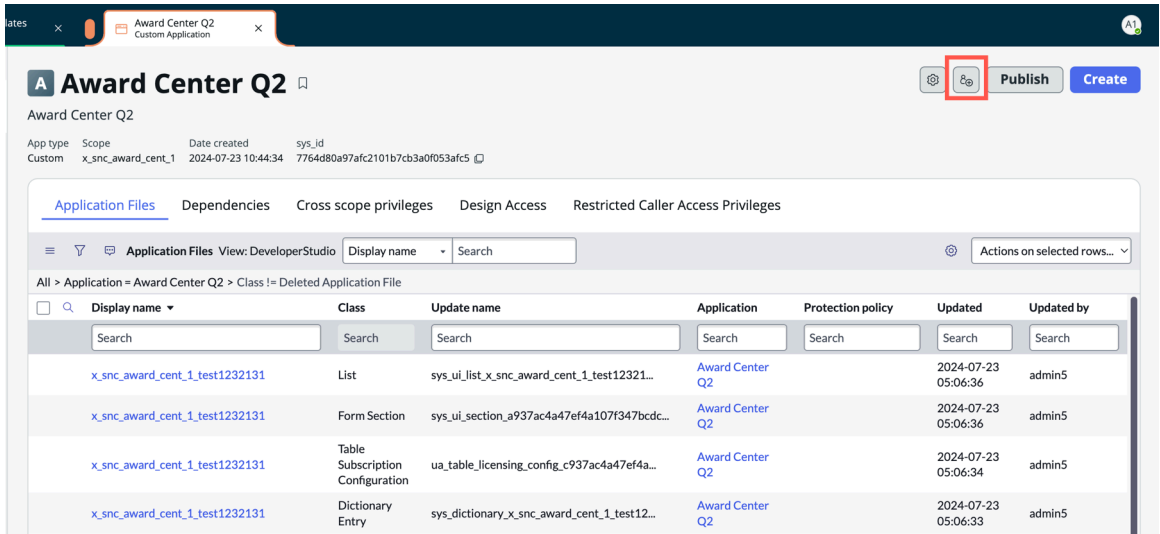 lates
Award Center Q2
Custom Application
A1
A Award Center Q2
Publish
Create
Award Center Q2
App type Scope Date created sys_id
Custom x_snc_award_cent_1 2024-07-23 10:44:34 7764d80a97afc2101b7cb3a0f053afc5
Application Files Dependencies Cross scope privileges Design Access Restricted Caller Access Privileges
Application Files View: DeveloperStudio Display name Search Actions on selected rows...
All > Application = Award Center Q2 > Class != Deleted Application File
Display name Class Update name Application Protection policy Updated Updated by
Search Search Search Search Search Search Search
x_snc_award_cent_1_test1232131 List sys_ui_list_x_snc_award_cent_1_test12321... Award Center Q2 2024-07-23 05:06:36 admin5
x_snc_award_cent_1_test1232131 Form Section sys_ui_section_a937ac4a47ef4a107f347bcdc... Award Center Q2 2024-07-23 05:06:36 admin5
x_snc_award_cent_1_test1232131 Table Subscription Configuration ua_table_licensing_config_c937ac4a47ef4a... Award Center Q2 2024-07-23 05:06:34 admin5
x_snc_award_cent_1_test1232131 Dictionary Entry sys_dictionary_x_snc_award_cent_1_test12... Award Center Q2 2024-07-23 05:06:33 admin5